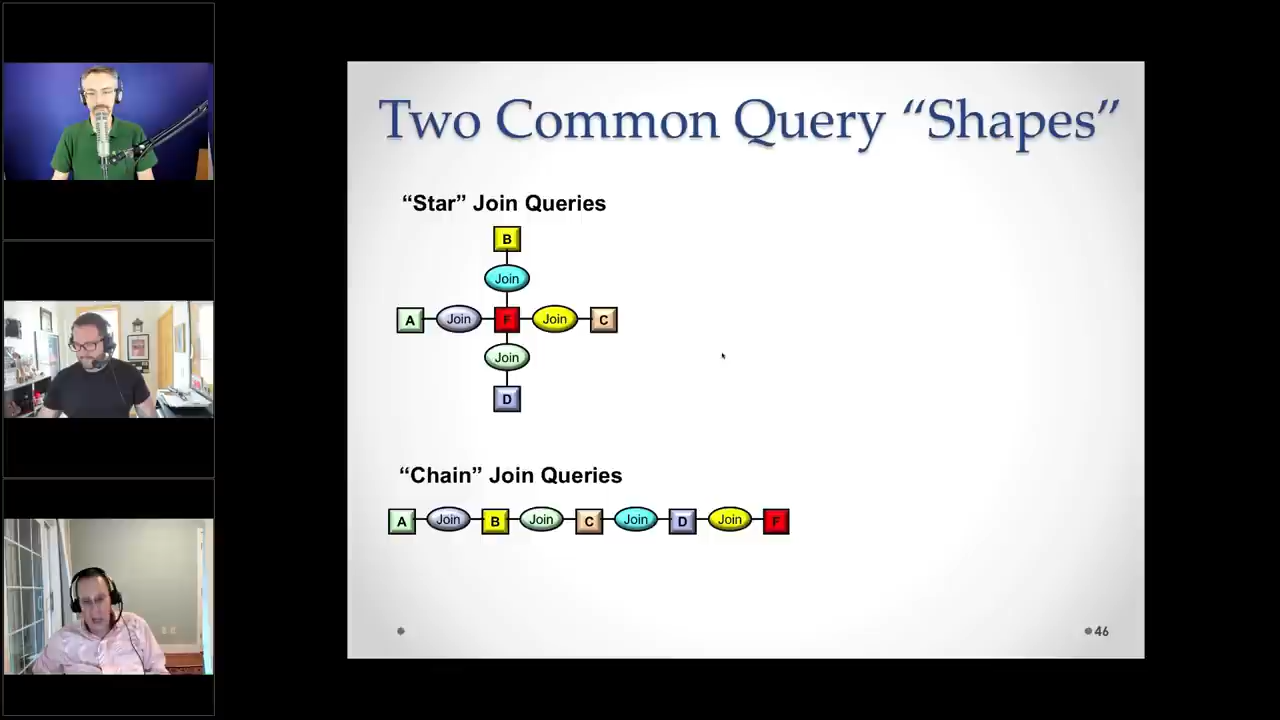 Two Common Query “Shapes”
“Star” Join Queries
B
Join
A Join F Join C
Join
D
“Chain” Join Queries
A Join B Join C Join D Join F
46